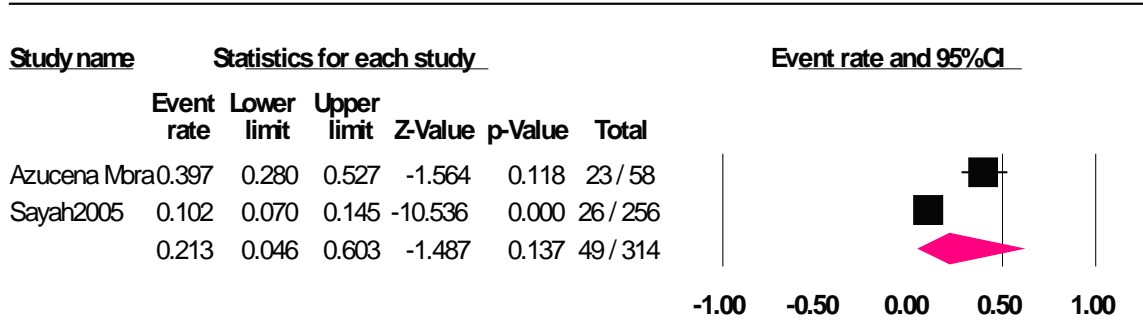 Study name Statistics for each study Event rate and 95%CI
Event Lower Upper
rate limit limit Z-Value p-Value Total
Azucena Mora 0.397 0.280 0.527 -1.564 0.118 23 / 58
Sayah2005 0.102 0.070 0.145 -10.536 0.000 26 / 256
0.213 0.046 0.603 -1.487 0.137 49 / 314
-1.00 -0.50 0.00 0.50 1.00